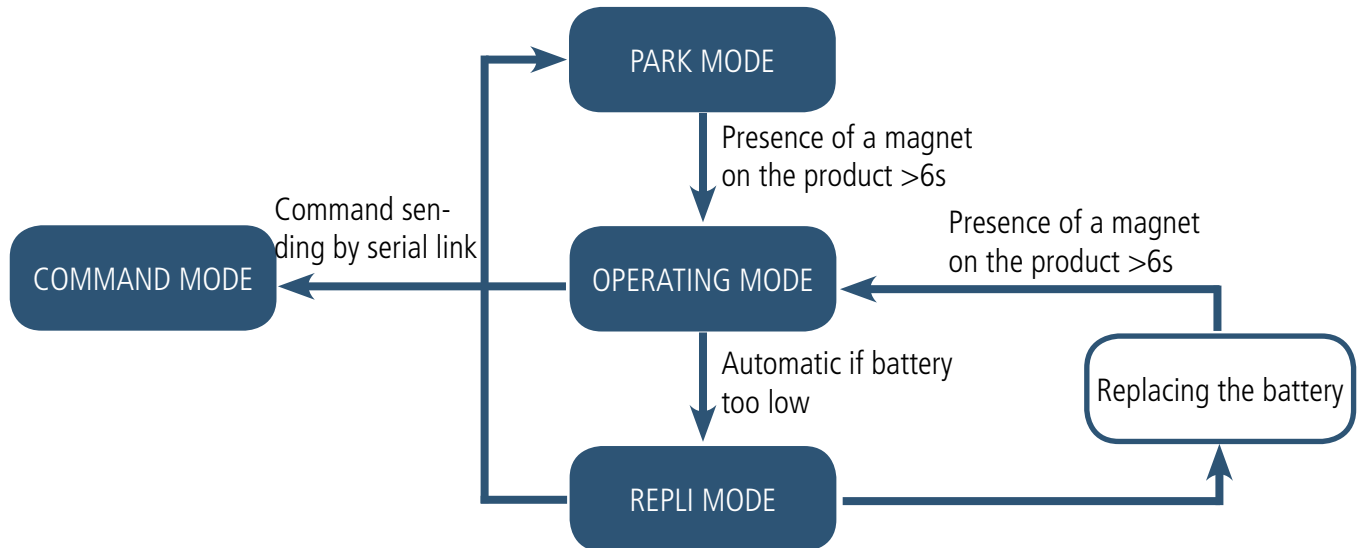 PARK MODE
Presence of a magnet
on the product >6s
Command sen-
ding by serial link
Presence of a magnet
on the product >6s
COMMAND MODE
OPERATING MODE
Automatic if battery
too low
Replacing the battery
REPLI MODE